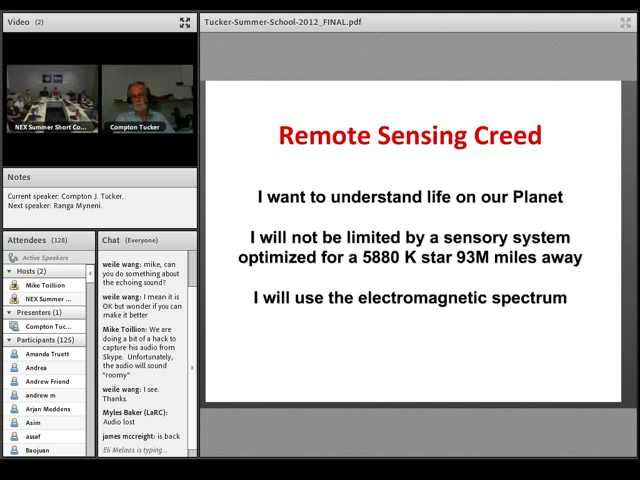 Video (2)
NEX Summer Short Co...
Compton Tucker
Notes
Current speaker: Compton J. Tucker.
Next speaker: Ranga Myneni.
Attendees (128)
Active Speakers
Hosts (2)
Mike Toillion
NEX Summer ...
Presenters (1)
Compton Tuc...
Participants (125)
Amanda Truett
Andrea
Andrew Friend
andrew m
Arjan Meddens
Asim
assaf
Baojuan
Chat (Everyone)
weile wang: mike, can
you do something about
the echoing sound?
weile wang: I mean it is
OK but wonder if you can
make it better
Mike Toillion: We are
doing a bit of a hack to
capture his audio from
Skype. Unfortunately,
the audio will sound
"roomy"
weile wang: I see.
Thanks.
Myles Baker (LaRC):
Audio lost
james mccreight: is back
Eli Melaas is typing...
Tucker-Summer-School-2012_FINAL.pdf
Remote Sensing Creed
I want to understand life on our Planet
I will not be limited by a sensory system
optimized for a 5880 K star 93M miles away
I will use the electromagnetic spectrum